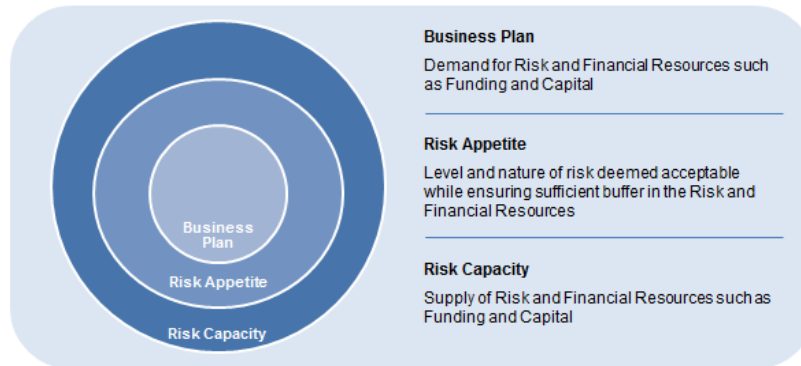 Business
Plan
Risk Appetite
Risk Capacity
Business Plan
Demand for Risk and Financial Resources such
as Funding and Capital
Risk Appetite
Level and nature of risk deemed acceptable
while ensuring sufficient buffer in the Risk and
Financial Resources
Risk Capacity
Supply of Risk and Financial Resources such as
Funding and Capital